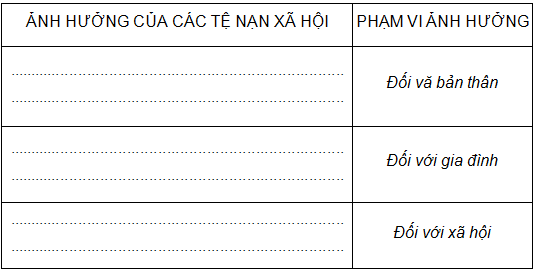 ẢNH HƯỞNG CỦA CÁC TỆ NẠN XÃ HỘI PHẠM VI ẢNH HƯỞNG
................................................................................
................................................................................
Đối vă bản thân
................................................................................
................................................................................
Đối với gia đình
................................................................................
................................................................................
Đối với xã hội